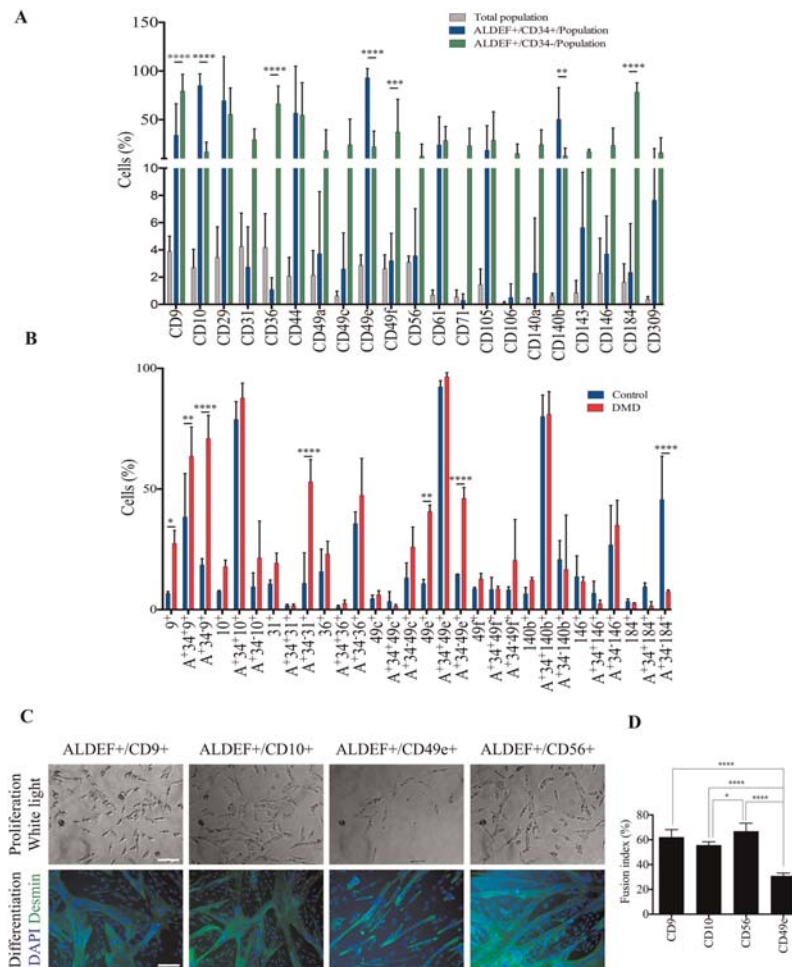 A
Total population
ALDEF+/CD34+/Population
ALDEF+/CD34-/Population
**** **** **** **** *** ** ****
Cells (%)
150
100
50
8
6
4
2
0
CD9 CD10 CD29 CD31 CD36 CD44 CD49a CD49c CD49e CD49f CD56 CD61 CD71 CD105 CD106 CD140a CD140b CD143 CD146 CD184 CD309
B
Control
DMD
* ** **** **** ** **** ****
Cells (%)
100
50
0
9+ A+34+9+ A+34-9+ 10+ A+34+10+ A+34-10+ 31+ A+34+31+ A+34-31+ 36+ A+34+36+ A+34-36+ 49c+ A+34+49c+ A+34-49c+ 49e+ A+34+49e+ A+34-49e+ 49f+ A+34+49f+ A+34-49f+ 140b+ A+34+140b+ A+34-140b+ 146+ A+34+146+ A+34-146+ 184+ A+34+184+ A+34-184+
C
ALDEF+/CD9+ ALDEF+/CD10+ ALDEF+/CD49e+ ALDEF+/CD56+
Proliferation
White light
Differentiation
DAPI Desmin
D
****
****
* ****
Fusion index (%)
80
60
40
20
0
CD9 CD10 CD56 CD49e